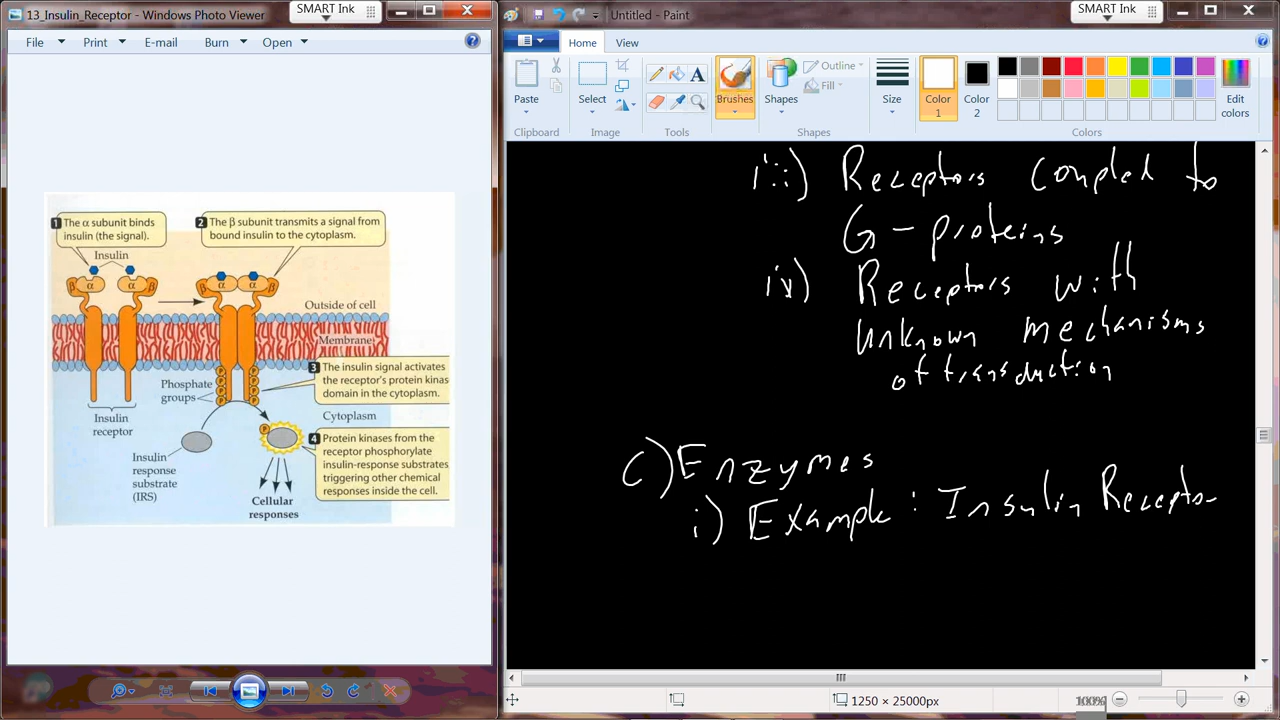 13_Insulin_Receptor - Windows Photo Viewer
SMART Ink
File Print E-mail Burn Open
1 The α subunit binds
insulin (the signal).
2 The β subunit transmits a signal from
bound insulin to the cytoplasm.
Insulin
β α α β
β α α β
Outside of cell
Membrane
3 The insulin signal activates
the receptor's protein kinas
domain in the cytoplasm.
Phosphate
groups
P P P P P P P P
Insulin
receptor
Cytoplasm
P
4 Protein kinases from the
receptor phosphorylate
insulin-response substrates,
triggering other chemical
responses inside the cell.
Insulin
response
substrate
(IRS)
Cellular
responses
Untitled - Paint
SMART Ink
Home View
Paste
Select
Brushes
Shapes
Outline
Fill
Size
Color
1
Color
2
Edit
colors
Clipboard Image Tools Shapes Colors
iii) Receptors coupled to
G-proteins
iv) Receptors with
unknown mechanisms
of transduction
C) Enzymes
i) Example: Insulin Receptor
1250 × 25000px
100%